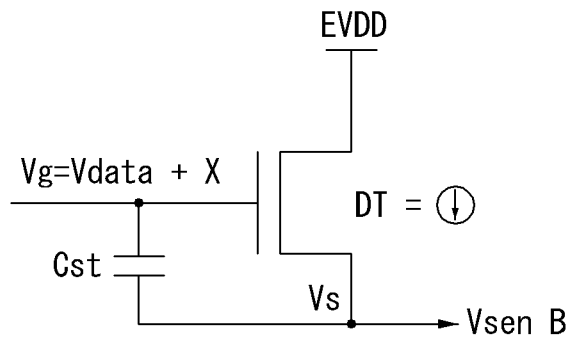 EVDD
Vg=Vdata + X
DT =
Cst
Vs
Vsen B